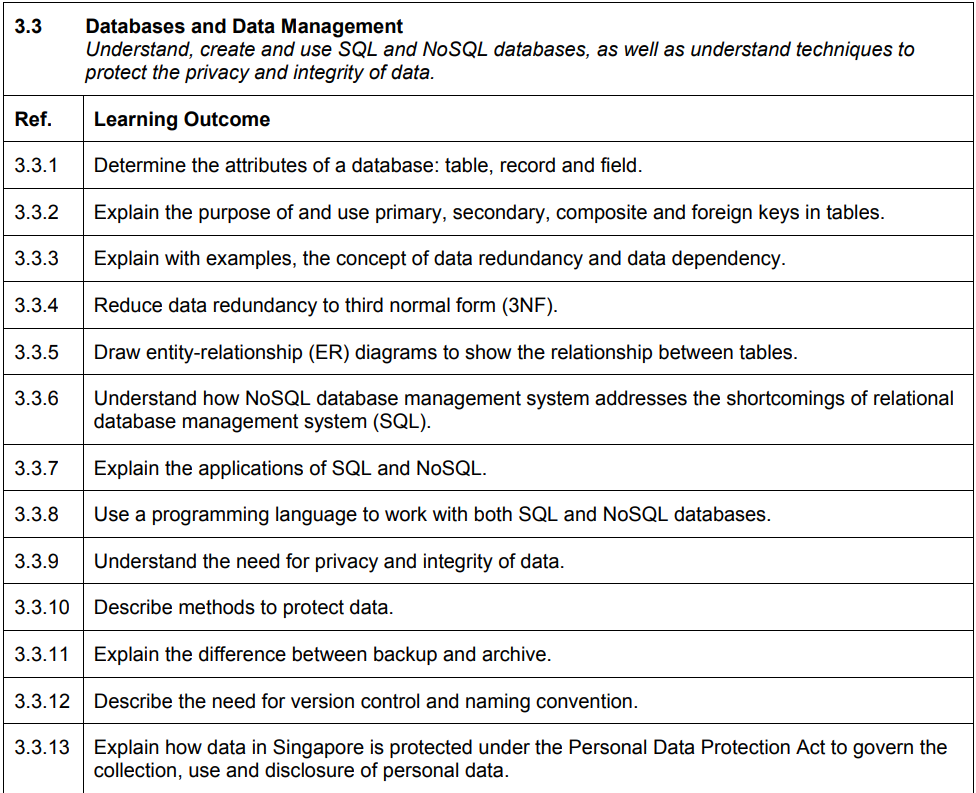 3.3 Databases and Data Management
Understand, create and use SQL and NoSQL databases, as well as understand techniques to
protect the privacy and integrity of data.
Ref. Learning Outcome
3.3.1 Determine the attributes of a database: table, record and field.
3.3.2 Explain the purpose of and use primary, secondary, composite and foreign keys in tables.
3.3.3 Explain with examples, the concept of data redundancy and data dependency.
3.3.4 Reduce data redundancy to third normal form (3NF).
3.3.5 Draw entity-relationship (ER) diagrams to show the relationship between tables.
3.3.6 Understand how NoSQL database management system addresses the shortcomings of relational
database management system (SQL).
3.3.7 Explain the applications of SQL and NoSQL.
3.3.8 Use a programming language to work with both SQL and NoSQL databases.
3.3.9 Understand the need for privacy and integrity of data.
3.3.10 Describe methods to protect data.
3.3.11 Explain the difference between backup and archive.
3.3.12 Describe the need for version control and naming convention.
3.3.13 Explain how data in Singapore is protected under the Personal Data Protection Act to govern the
collection, use and disclosure of personal data.